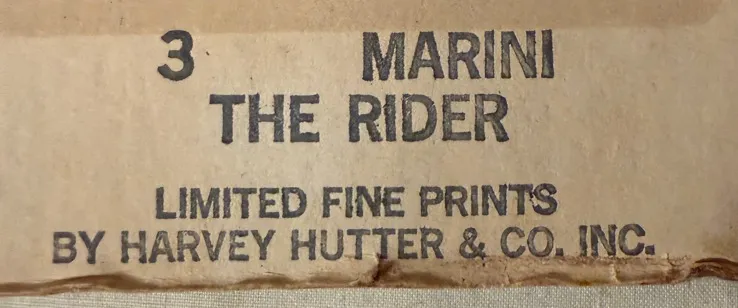 3 MARINI
THE RIDER
LIMITED FINE PRINTS
BY HARVEY HUTTER & CO. INC.